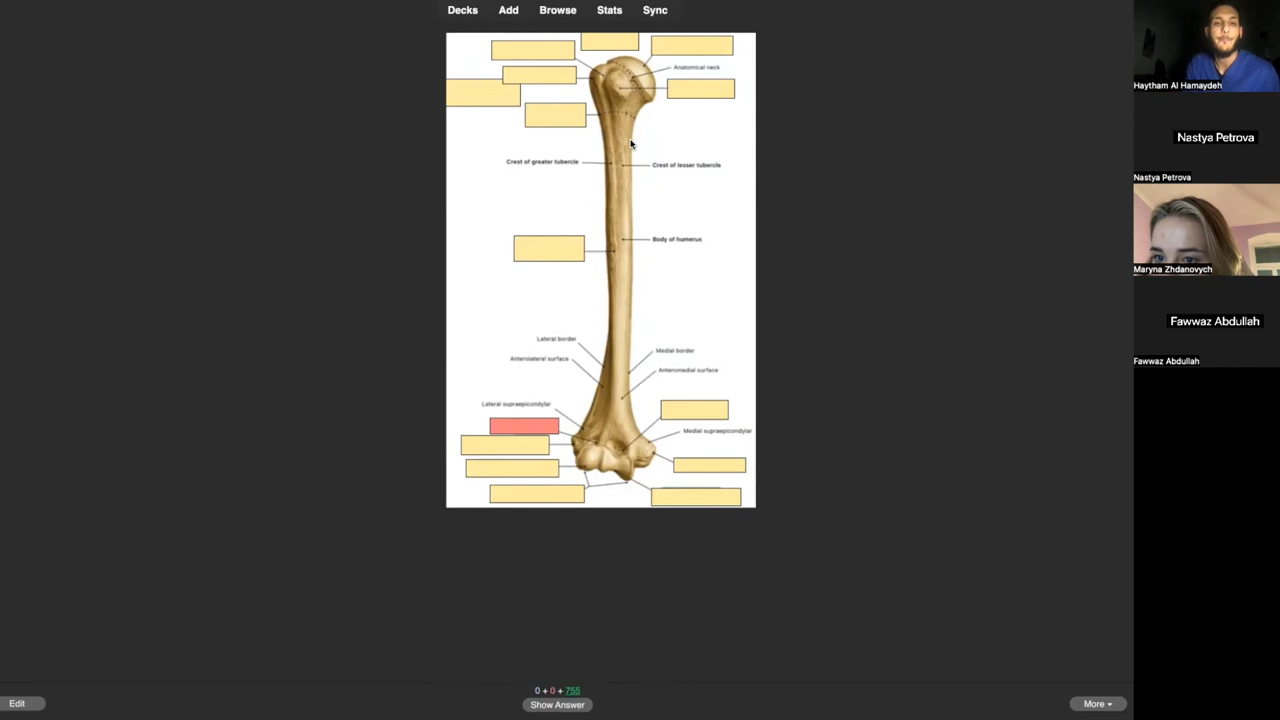 Decks Add Browse Stats Sync
Anatomical neck
Crest of greater tubercle
Crest of lesser tubercle
Body of humerus
Lateral border
Medial border
Anterolateral surface
Anteromedial surface
Lateral supraepicondylar
Medial supraepicondylar
Edit
0 + 0 + 755
Show Answer
More
Haytham Al Hamaydeh
Nastya Petrova
Nastya Petrova
Maryna Zhdanovych
Fawwaz Abdullah
Fawwaz Abdullah